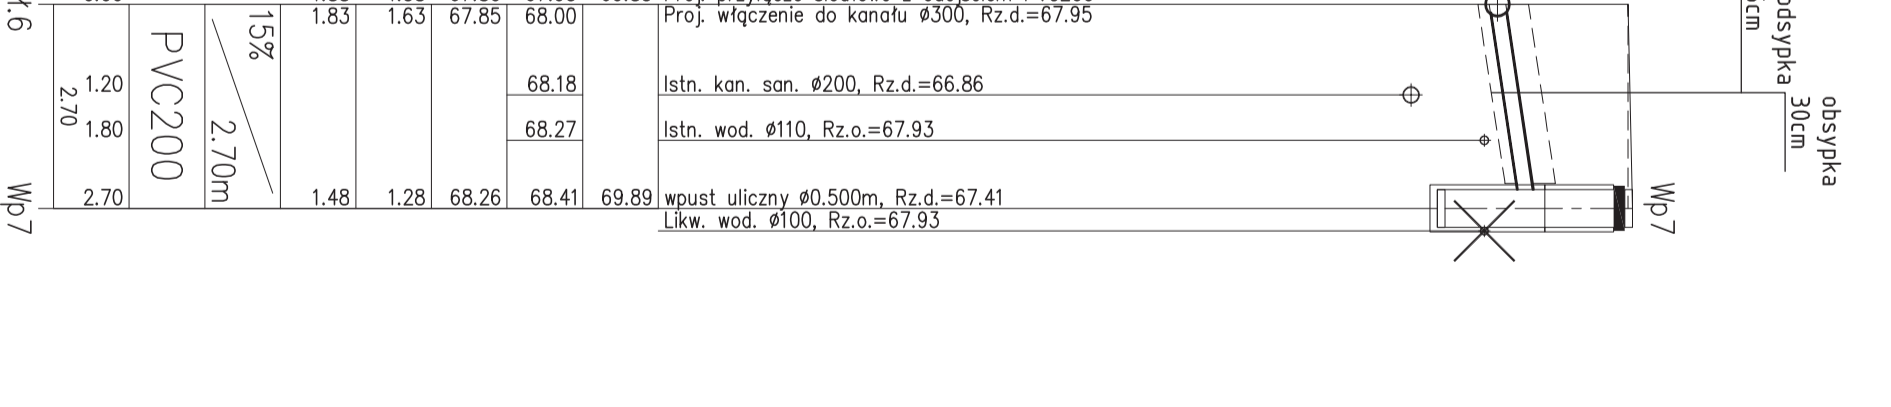 1.83 1.63 67.85 68.00 Proj. włączenie do kanału ø300, Rz.d.=67.95
15%
PVC200
2.70m
1.20 68.18 Istn. kan. san. ø200, Rz.d.=66.86
2.70
1.80 68.27 Istn. wod. ø110, Rz.o.=67.93
2.70 1.48 1.28 68.26 68.41 69.89 wpust uliczny ø0.500m, Rz.d.=67.41
Likw. wod. ø100, Rz.o.=67.93
Wp7
Wp7
obsypka
30cm